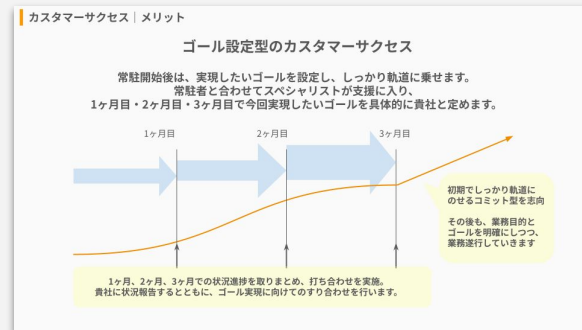 カスタマーサクセス｜メリット
ゴール設定型のカスタマーサクセス
常駐開始後は、実現したいゴールを設定し、しっかり軌道に乗せます。
常駐者と合わせてスペシャリストが支援に入り、
1ヶ月目・2ヶ月目・3ヶ月目で今回実現したいゴールを具体的に貴社と定めます。
1ヶ月目
2ヶ月目
3ヶ月目
初期でしっかり軌道に
のせるコミット型を志向
その後も、業務目的と
ゴールを明確にしつつ、
業務遂行していきます
1ヶ月、2ヶ月、3ヶ月での状況進捗を取りまとめ、打ち合わせを実施。
貴社に状況報告するとともに、ゴール実現に向けてのすり合わせを行います。